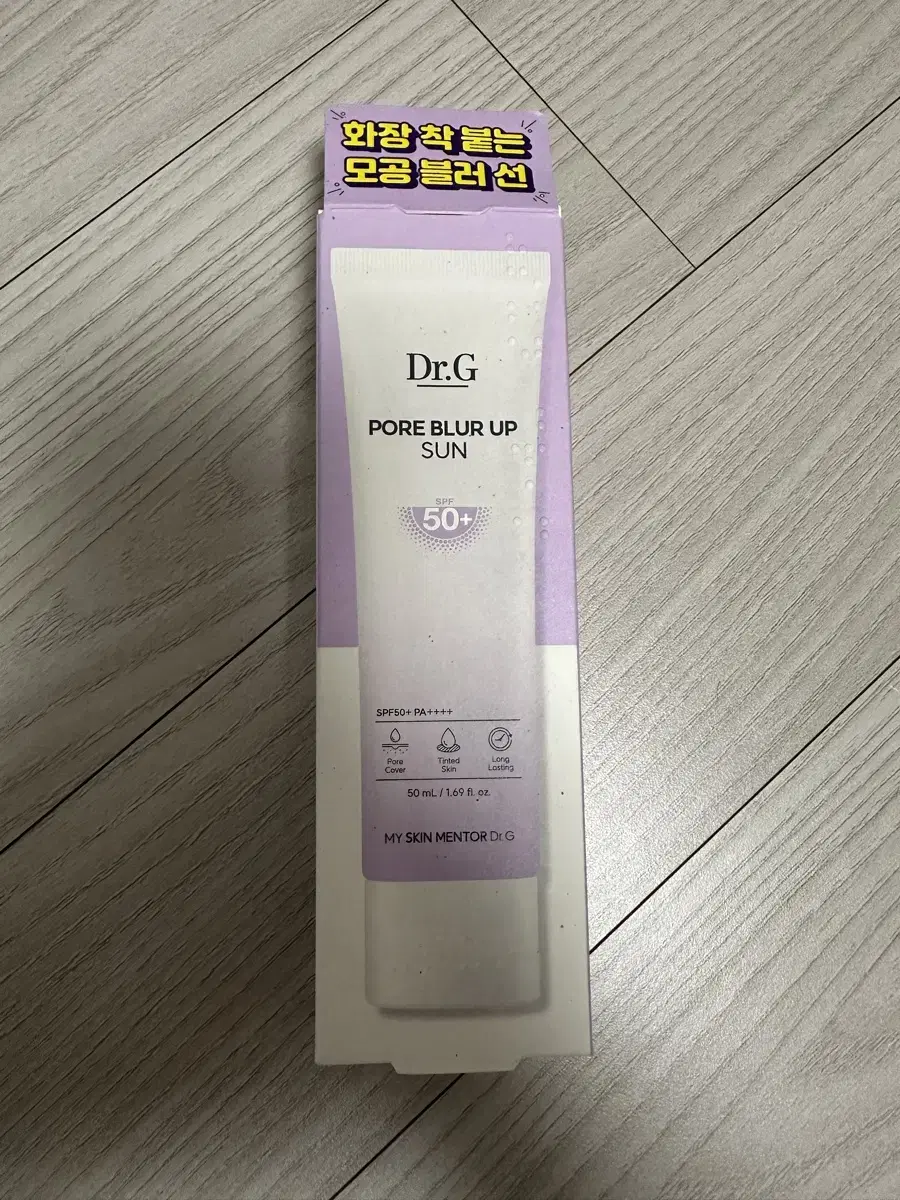 화장 착 붙는
모공 블러 선
Dr.G
PORE BLUR UP
SUN
SPF
50+
SPF50+ PA++++
Pore Cover
Tinted Skin
Long Lasting
50 mL / 1.69 fl. oz.
MY SKIN MENTOR Dr.G